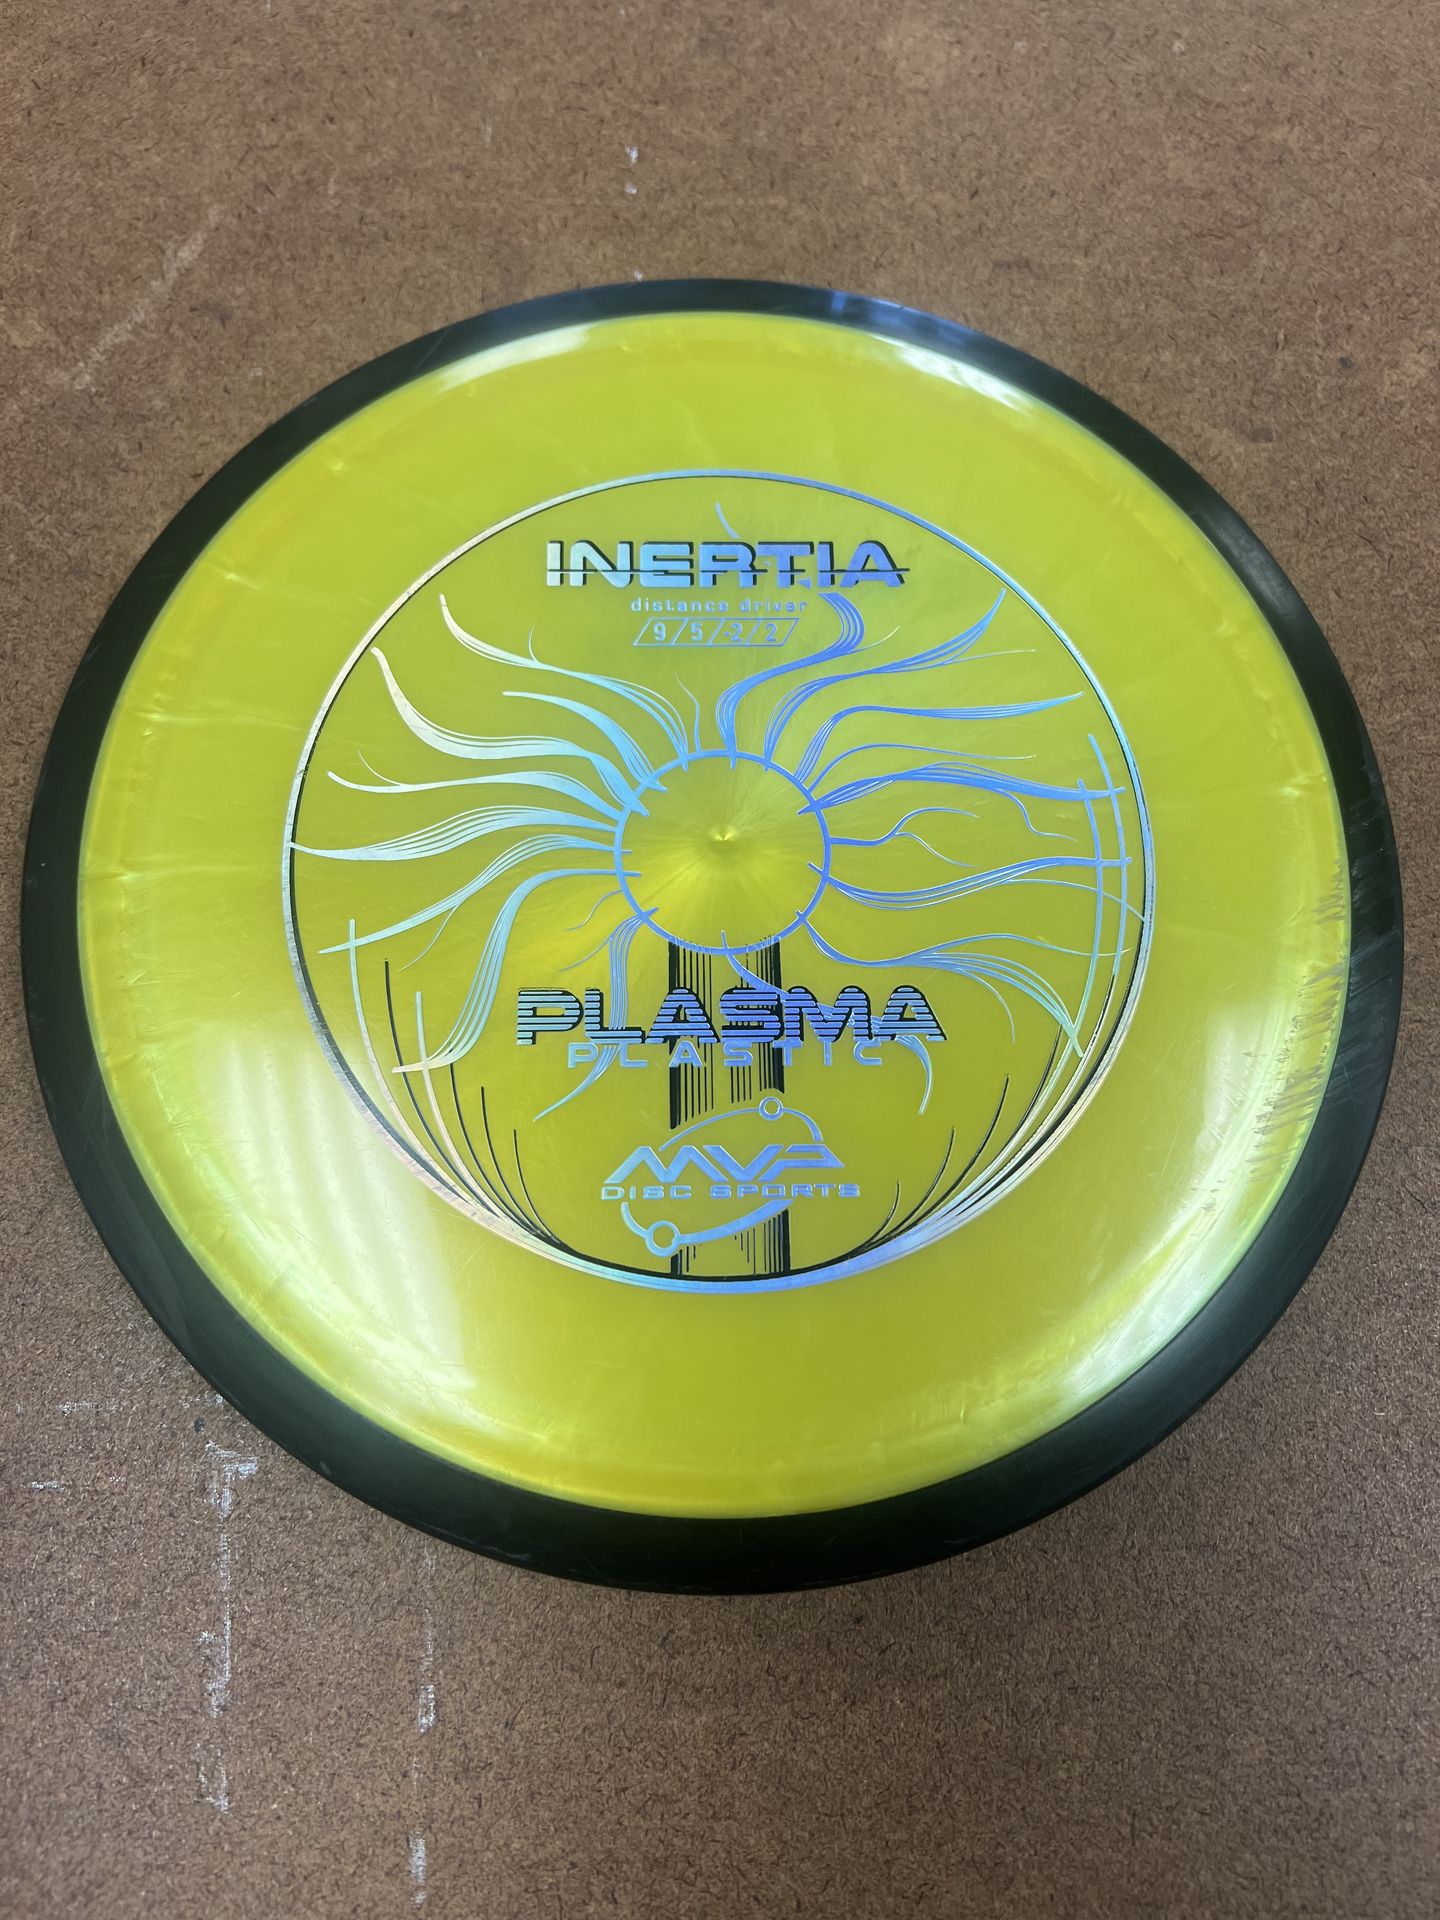 INERTIA
distance driver
9/5/-2/2
PLASMA
PLASTIC
MVP
DISC SPORTS